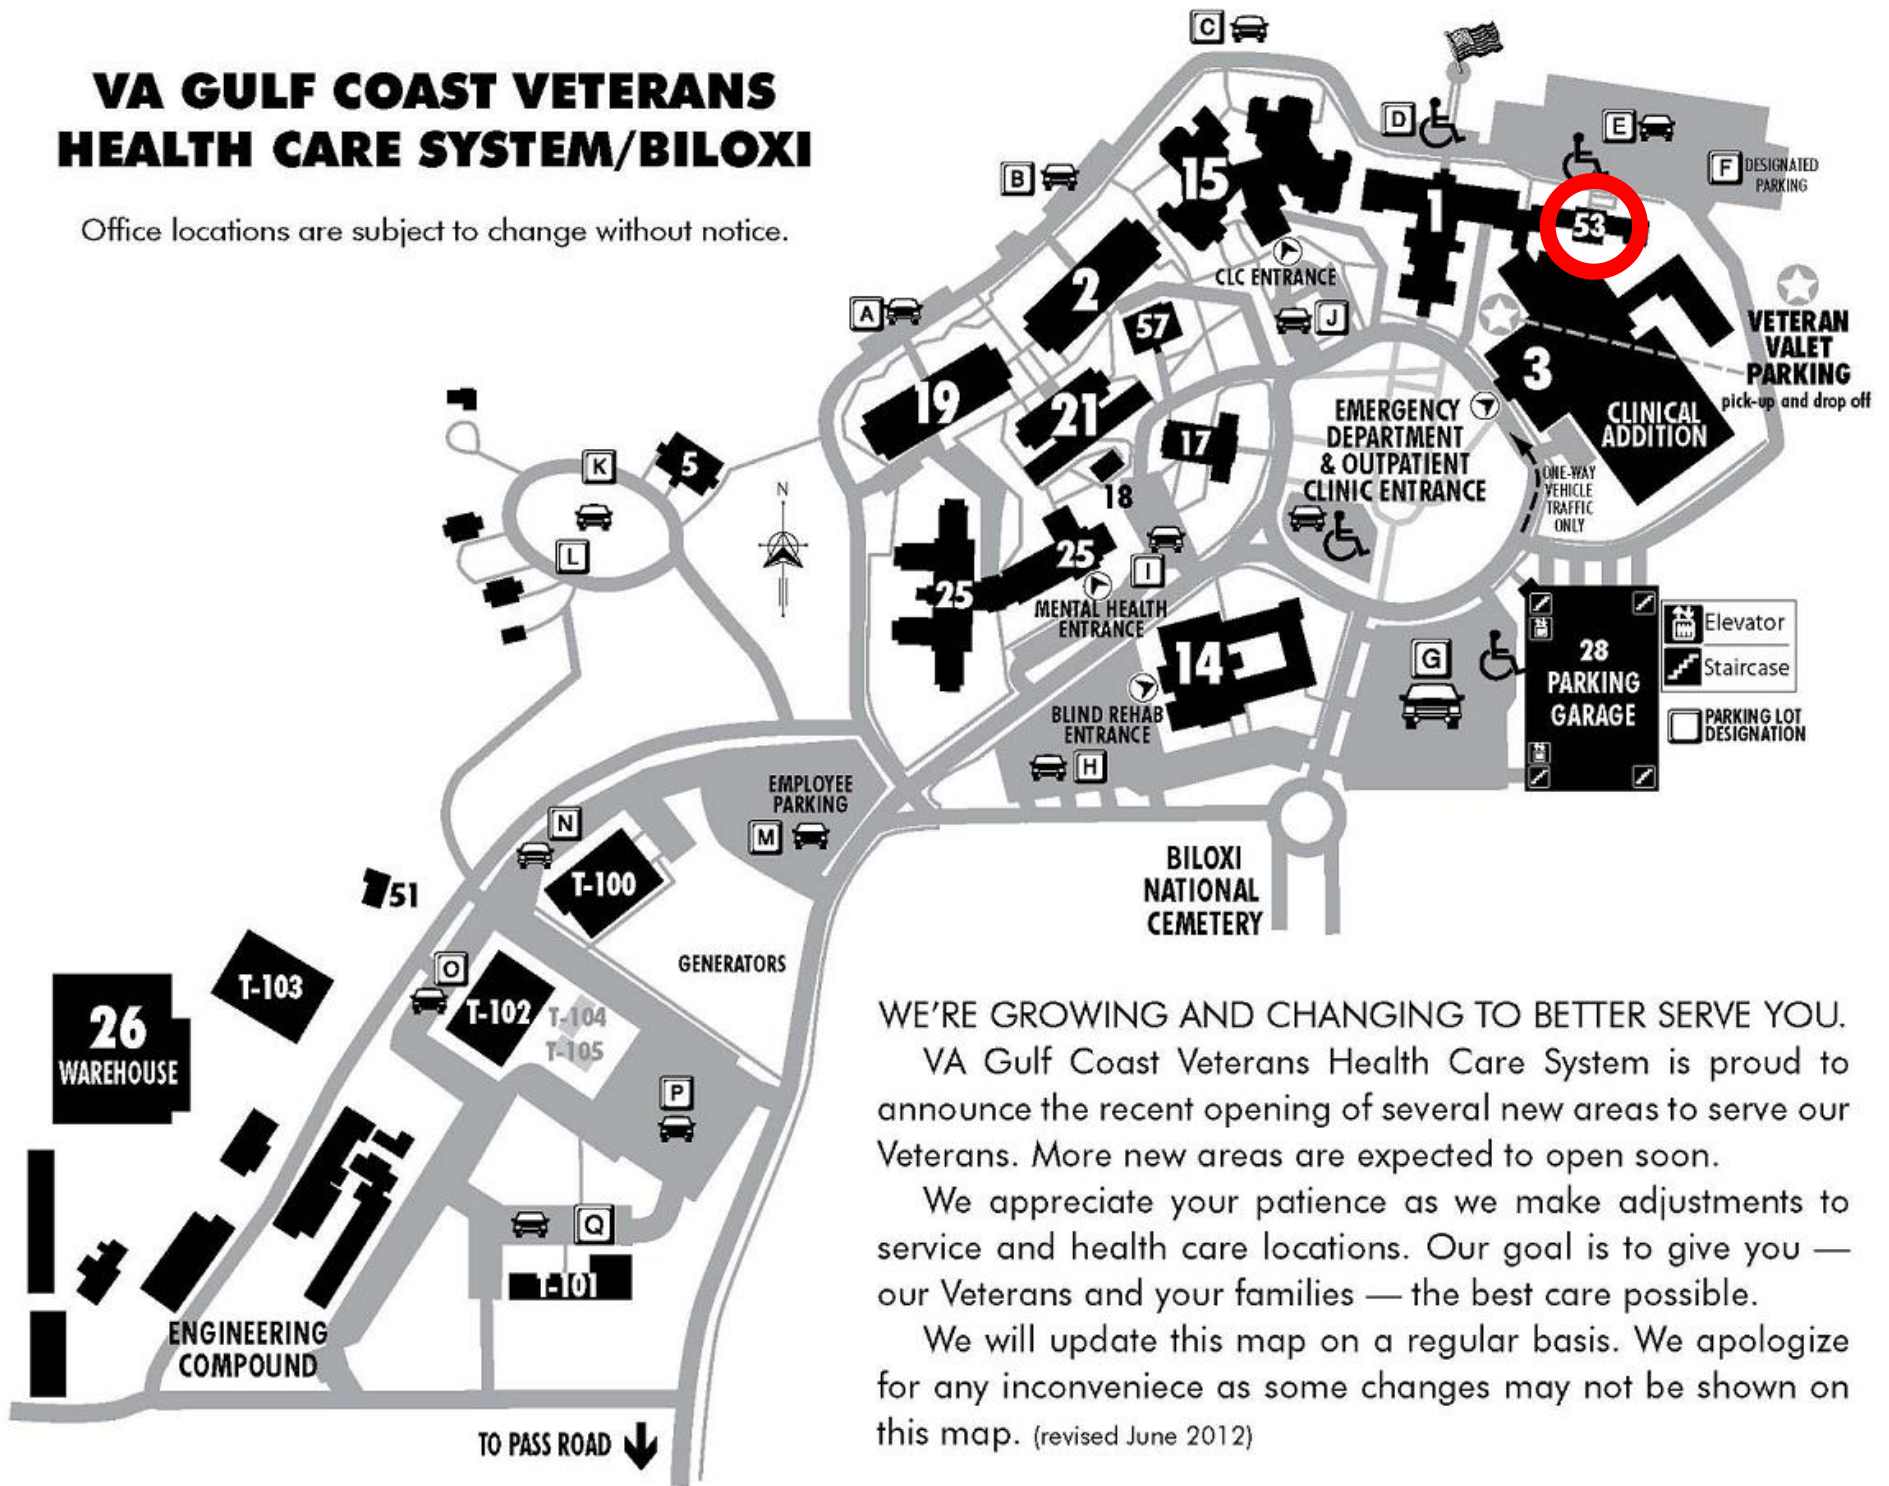 VA GULF COAST VETERANS
HEALTH CARE SYSTEM/BILOXI
Office locations are subject to change without notice.
C
D
E
F
DESIGNATED
PARKING
B
15
1
53
CLC ENTRANCE
2
A
57
J
VETERAN
VALET
PARKING
pick-up and drop off
3
CLINICAL
ADDITION
19
21
17
18
EMERGENCY
DEPARTMENT
& OUTPATIENT
CLINIC ENTRANCE
ONE-WAY
VEHICLE
TRAFFIC
ONLY
K
5
L
N
25
25
I
MENTAL HEALTH
ENTRANCE
14
G
28
PARKING
GARAGE
Elevator
Staircase
PARKING LOT
DESIGNATION
BLIND REHAB
ENTRANCE
H
EMPLOYEE
PARKING
M
N
T-100
51
BILOXI
NATIONAL
CEMETERY
GENERATORS
O
T-103
T-102
T-104
T-105
26
WAREHOUSE
P
Q
T-101
ENGINEERING
COMPOUND
TO PASS ROAD
WE'RE GROWING AND CHANGING TO BETTER SERVE YOU.
VA Gulf Coast Veterans Health Care System is proud to
announce the recent opening of several new areas to serve our
Veterans. More new areas are expected to open soon.
We appreciate your patience as we make adjustments to
service and health care locations. Our goal is to give you —
our Veterans and your families — the best care possible.
We will update this map on a regular basis. We apologize
for any inconveniece as some changes may not be shown on
this map. (revised June 2012)